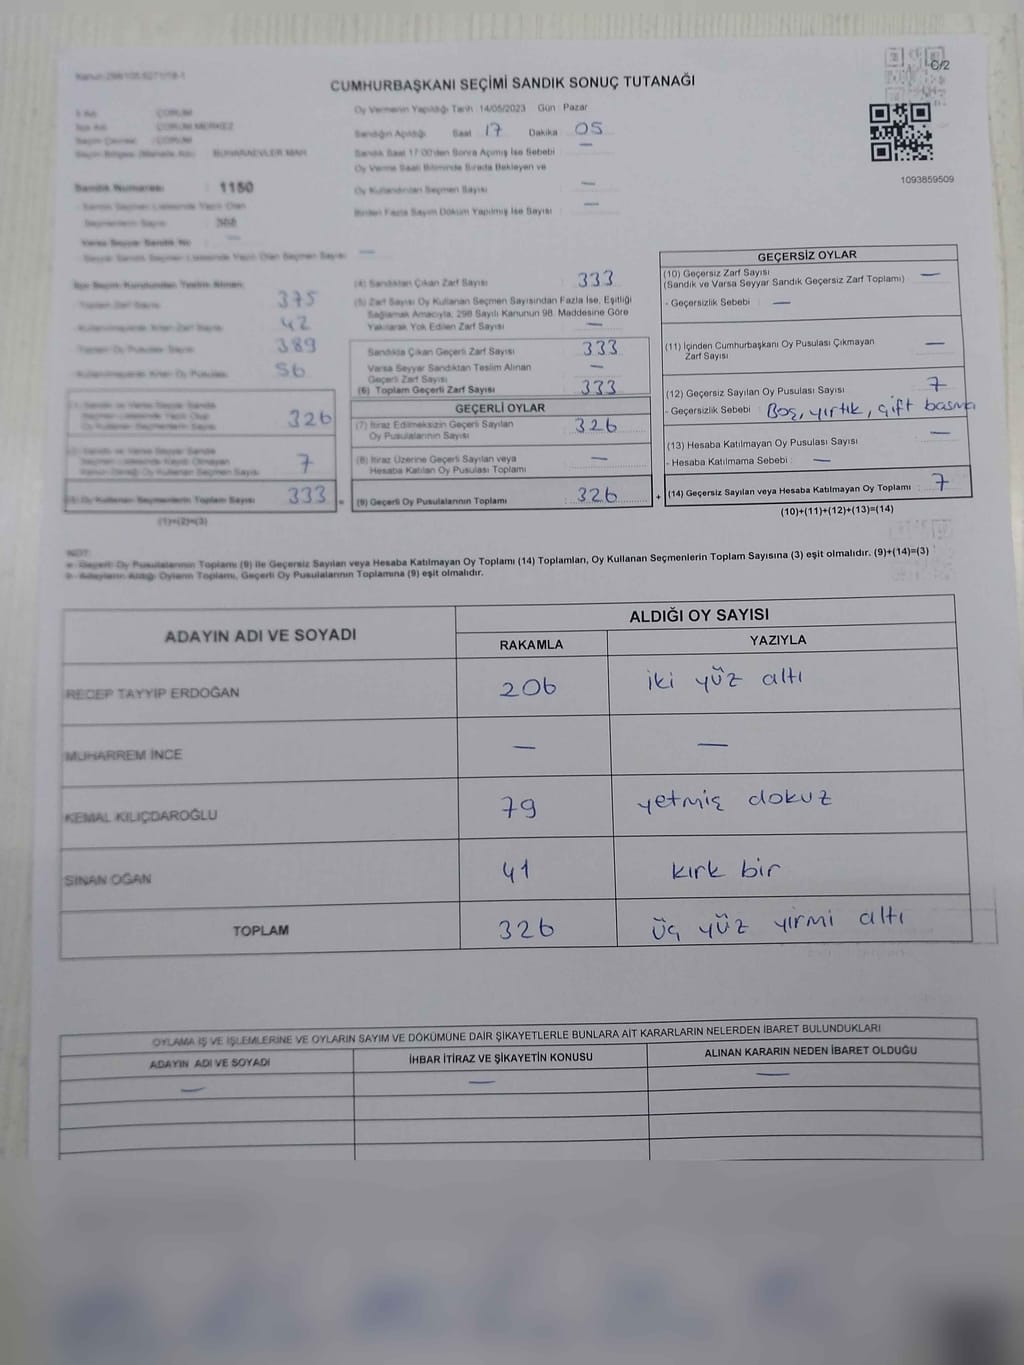 C/2
CUMHURBAŞKANI SEÇİMİ SANDIK SONUÇ TUTANAĞI
Oy Vermenin Yapıldığı Tarih : 14/05/2023 Gün : Pazar
Sandığın Açıldığı Saat 17 Dakika 05
Sandık Saat 17:00'den Sonra Açılmış İse Sebebi —
Oy Verme Saati Bitiminde Sırada Bekleyen ve
Oy Kullandırılan Seçmen Sayısı —
Birden Fazla Sayım Döküm Yapılmış İse Sayısı —
1093859509
İl Adı : ÇORUM
İlçe Adı : ÇORUM MERKEZ
Seçim Çevresi : ÇORUM
BUHARAEVLER MAH.
Sandık Numarası : 1150
- Sandık Seçmen Listesinde Yazılı Olan
Seçmenlerin Sayısı : 368
Varsa Seyyar Sandık No : —
- Seyyar Sandık Seçmen Listesinde Yazılı Olan Seçmen Sayısı : —
İlçe Seçim Kurulundan Teslim Alınan;
- Toplam Zarf Sayısı : 375
- Kullanılmayarak Artan Zarf Sayısı : 42
- Toplam Oy Pusulası Sayısı : 389
- Kullanılmayarak Artan Oy Pusulası : 56
(1) Sandık ve Varsa Seyyar Sandık
Seçmen Listesinde Yazılı Olup
Oy Kullanan Seçmenlerin Sayısı 326
(2) Sandık ve Varsa Seyyar Sandık
Seçmen Listesinde Kaydı Olmayan
Kanun Gereği Oy Kullanan Seçmen Sayısı 7
(3) Oy Kullanan Seçmenlerin Toplam Sayısı 333 =
(1)+(2)=(3)
(4) Sandıktan Çıkan Zarf Sayısı : 333
(5) Zarf Sayısı Oy Kullanan Seçmen Sayısından Fazla İse, Eşitliği
Sağlamak Amacıyla, 298 Sayılı Kanunun 98. Maddesine Göre
Yakılarak Yok Edilen Zarf Sayısı : —
Sandıkta Çıkan Geçerli Zarf Sayısı : 333
Varsa Seyyar Sandıktan Teslim Alınan
Geçerli Zarf Sayısı : —
(6) Toplam Geçerli Zarf Sayısı : 333
GEÇERLİ OYLAR
(7) İtiraz Edilmeksizin Geçerli Sayılan
Oy Pusulalarının Sayısı : 326
(8) İtiraz Üzerine Geçerli Sayılan veya
Hesaba Katılan Oy Pusulası Toplamı : —
(9) Geçerli Oy Pusulalarının Toplamı : 326 +
GEÇERSİZ OYLAR
(10) Geçersiz Zarf Sayısı
(Sandık ve Varsa Seyyar Sandık Geçersiz Zarf Toplamı) : —
- Geçersizlik Sebebi : —
(11) İçinden Cumhurbaşkanı Oy Pusulası Çıkmayan
Zarf Sayısı : —
(12) Geçersiz Sayılan Oy Pusulası Sayısı : 7
- Geçersizlik Sebebi : Boş, yırtık, çift basma
(13) Hesaba Katılmayan Oy Pusulası Sayısı : —
- Hesaba Katılmama Sebebi : —
(14) Geçersiz Sayılan veya Hesaba Katılmayan Oy Toplamı : 7
(10)+(11)+(12)+(13)=(14)
NOT:
a- Geçerli Oy Pusulası Toplamı (9) ile Geçersiz Sayılan veya Hesaba Katılmayan Oy Toplamı (14) Toplamları, Oy Kullanan Seçmenlerin Toplam Sayısına (3) eşit olmalıdır. (9)+(14)=(3)
b- Adayların Aldığı Oyların Toplamı, Geçerli Oy Pusulalarının Toplamına (9) eşit olmalıdır.
ADAYIN ADI VE SOYADI ALDIĞI OY SAYISI
RAKAMLA YAZIYLA
RECEP TAYYİP ERDOĞAN 206 iki yüz altı
MUHARREM İNCE — —
KEMAL KILIÇDAROĞLU 79 yetmiş dokuz
SİNAN OĞAN 41 kırk bir
TOPLAM 326 üç yüz yirmi altı
OYLAMA İŞ VE İŞLEMLERİNE VE OYLARIN SAYIM VE DÖKÜMÜNE DAİR ŞİKAYETLERLE BUNLARA AİT KARARLARIN NELERDEN İBARET BULUNDUKLARI
ADAYIN ADI VE SOYADI İHBAR İTİRAZ VE ŞİKAYETİN KONUSU ALINAN KARARIN NEDEN İBARET OLDUĞU
— — —